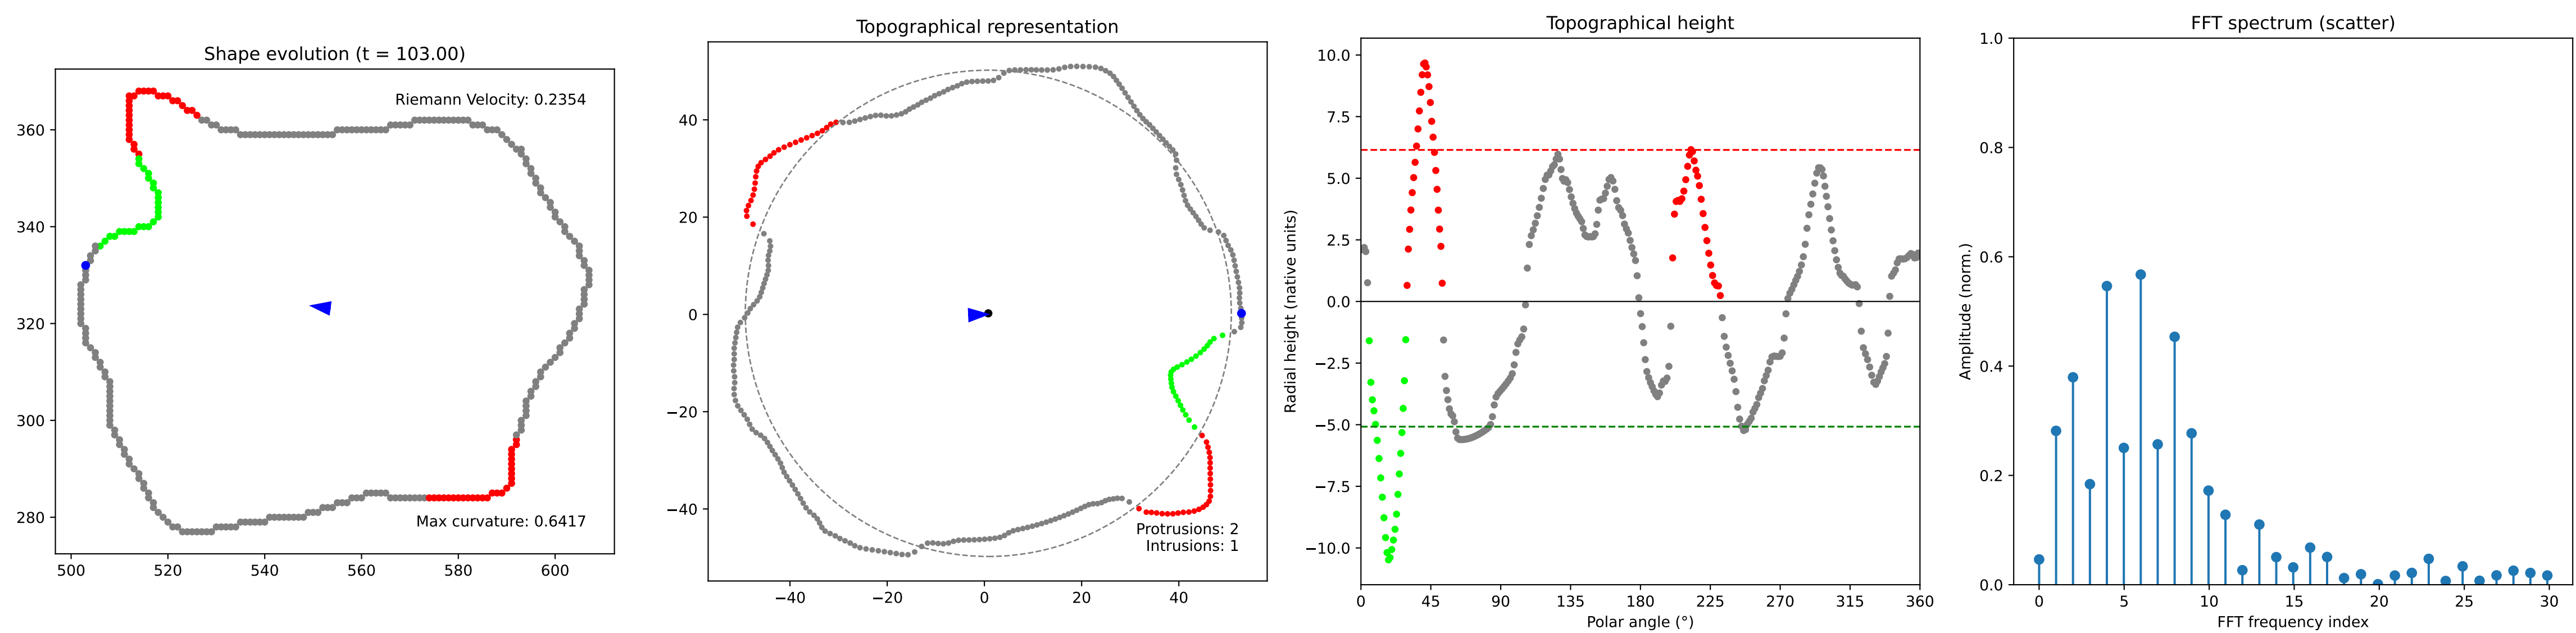 Shape evolution (t = 103.00)
Riemann Velocity: 0.2354
360
340
320
300
280
Max curvature: 0.6417
500 520 540 560 580 600
Topographical representation
40
20
0
−20
−40
Protrusions: 2
Intrusions: 1
−40 −20 0 20 40
Topographical height
Radial height (native units)
10.0
7.5
5.0
2.5
0.0
−2.5
−5.0
−7.5
−10.0
0 45 90 135 180 225 270 315 360
Polar angle (°)
FFT spectrum (scatter)
Amplitude (norm.)
1.0
0.8
0.6
0.4
0.2
0.0
0 5 10 15 20 25 30
FFT frequency index